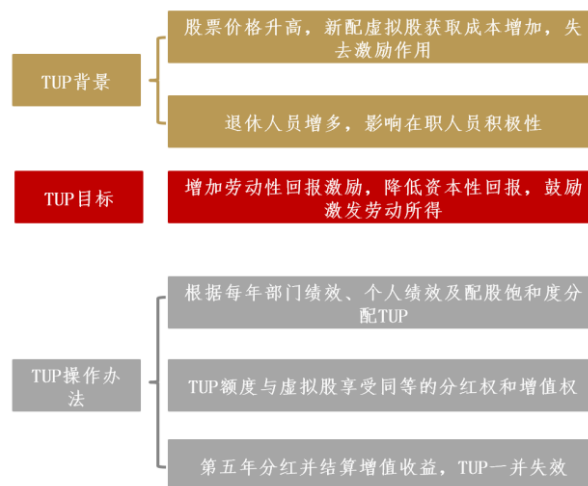 股票价格升高，新配虚拟股获取成本增加，失
去激励作用
TUP背景
退休人员增多，影响在职人员积极性
TUP目标
增加劳动性回报激励，降低资本性回报，鼓励
激发劳动所得
根据每年部门绩效、个人绩效及配股饱和度分
配TUP
TUP操作办
法
TUP额度与虚拟股享受同等的分红权和增值权
第五年分红并结算增值收益，TUP一并失效